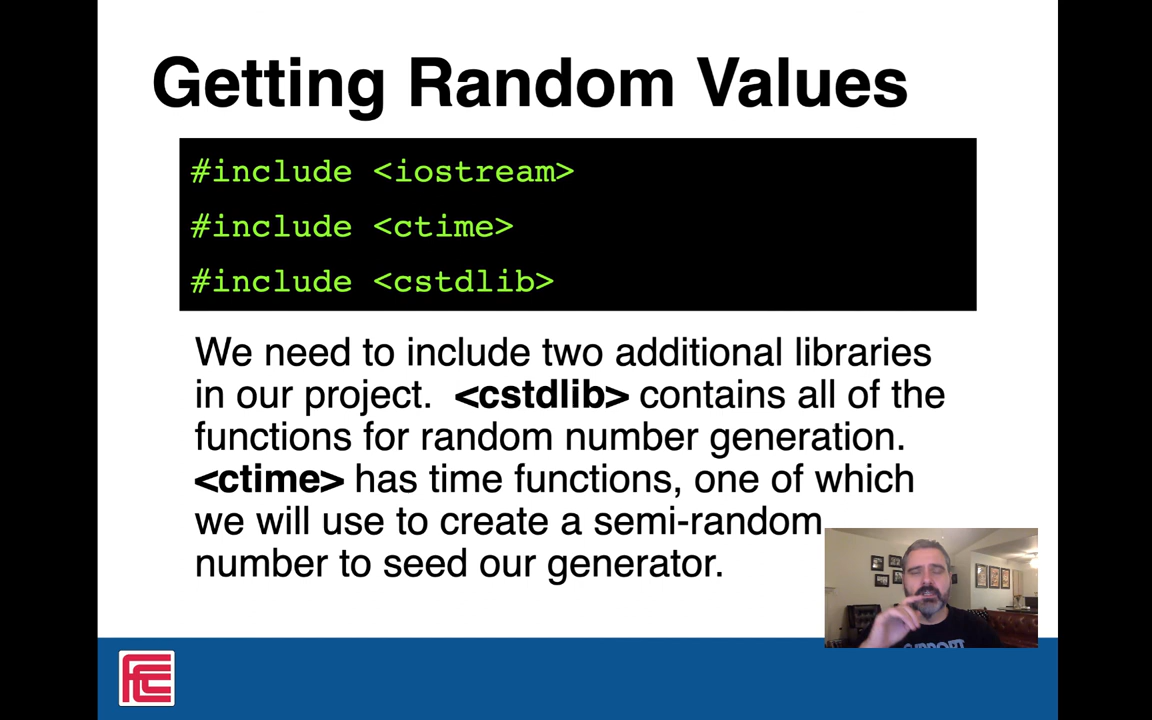 Getting Random Values
#include <iostream>
#include <ctime>
#include <cstdlib>
We need to include two additional libraries
in our project. <cstdlib> contains all of the
functions for random number generation.
<ctime> has time functions, one of which
we will use to create a semi-random
number to seed our generator.
FCC